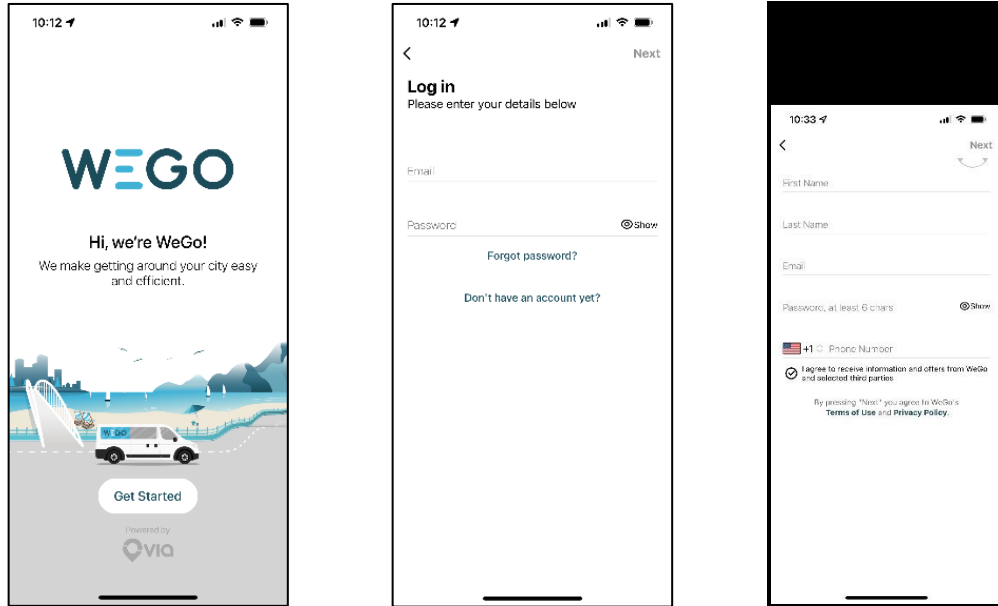 10:12
WEGO
Hi, we're WeGo!
We make getting around your city easy
and efficient.
WEGO
Get Started
Powered by
via
10:12
Next
Log in
Please enter your details below
Email
Password
Show
Forgot password?
Don't have an account yet?
10:33
Next
First Name
Last Name
Email
Password, at least 6 chars
Show
+1
Phone Number
I agree to receive information and offers from WeGo
and selected third parties
By pressing "Next" you agree to WeGo's
Terms of Use and Privacy Policy.